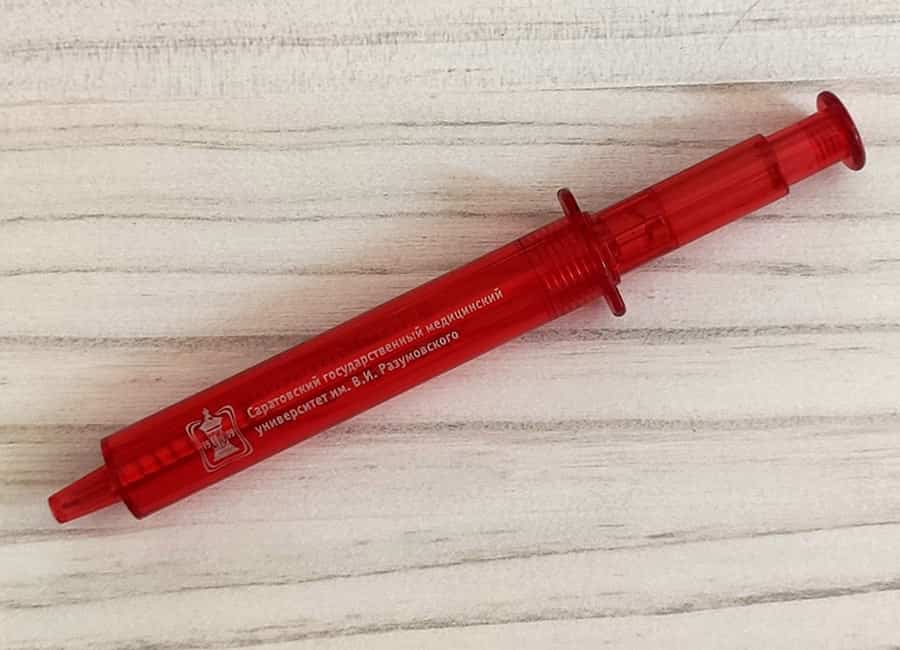 Саратовский государственный медицинский
университет им. В.И. Разумовского